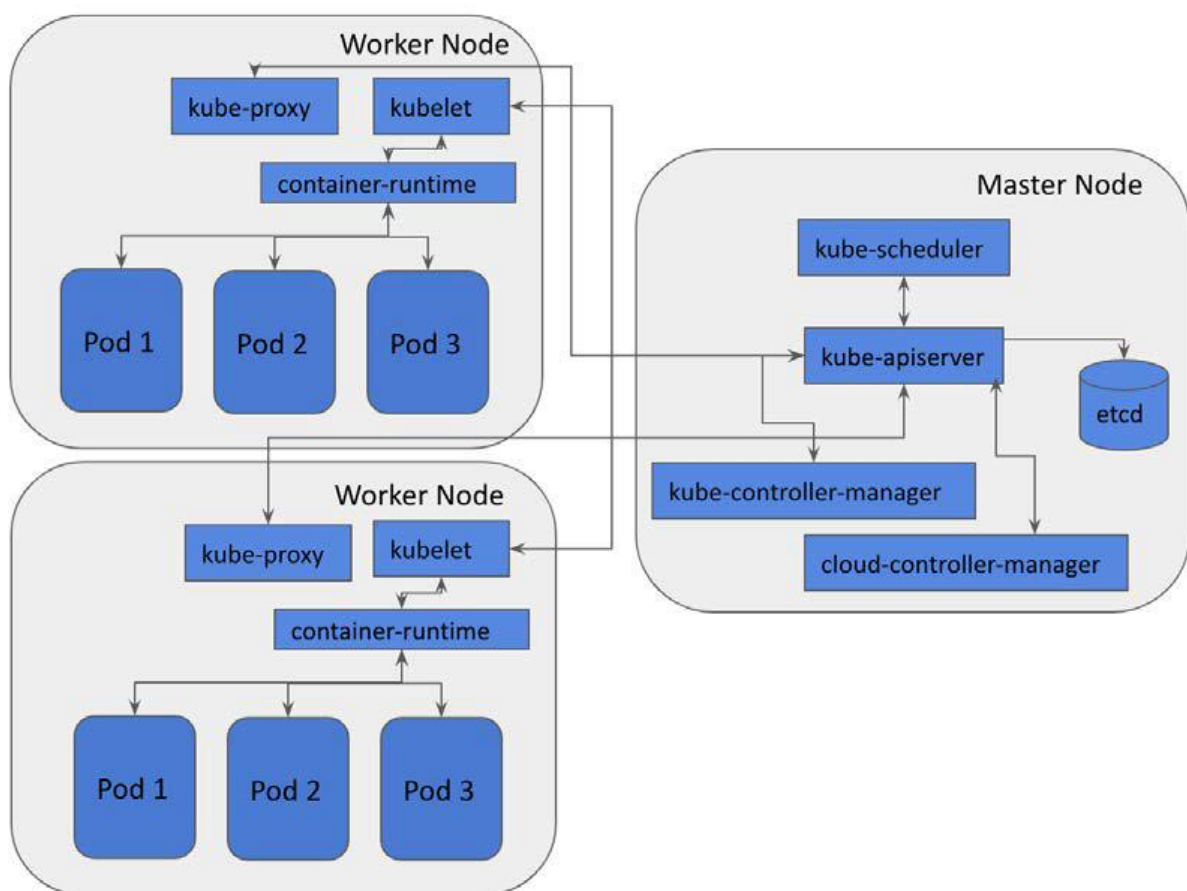 Worker Node
kube-proxy
kubelet
container-runtime
Pod 1
Pod 2
Pod 3
Master Node
kube-scheduler
kube-apiserver
etcd
kube-controller-manager
cloud-controller-manager
Worker Node
kube-proxy
kubelet
container-runtime
Pod 1
Pod 2
Pod 3